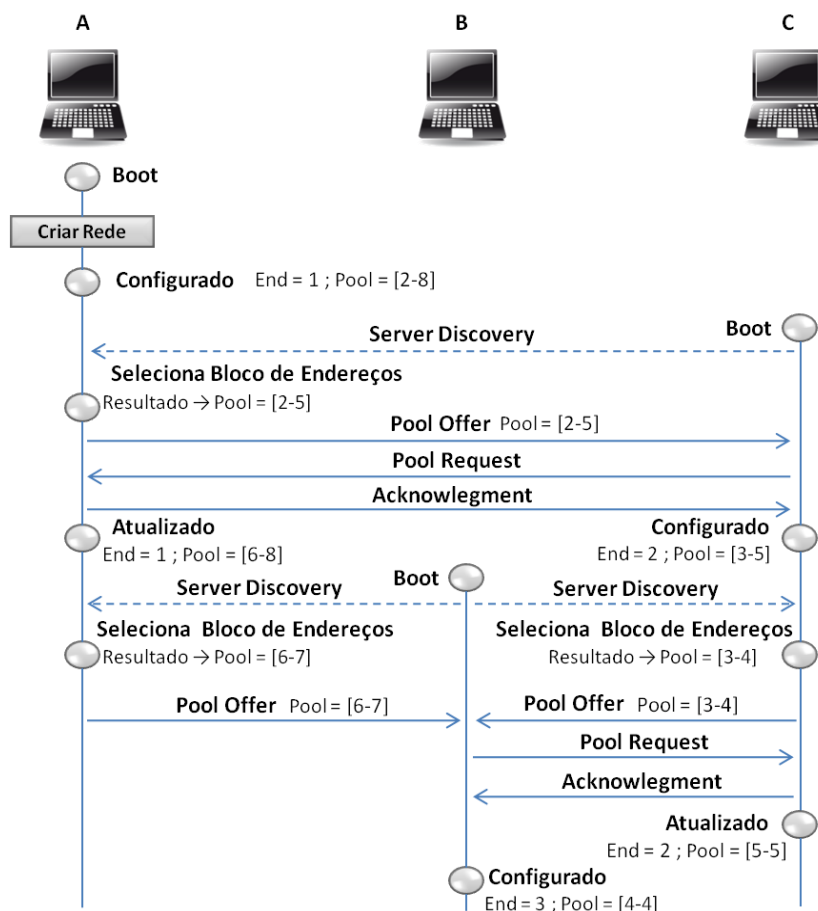 A
B
C
Boot
Criar Rede
Configurado End = 1 ; Pool = [2-8]
Boot
Server Discovery
Seleciona Bloco de Endereços
Resultado → Pool = [2-5]
Pool Offer Pool = [2-5]
Pool Request
Acknowlegment
Atualizado
End = 1 ; Pool = [6-8]
Configurado
End = 2 ; Pool = [3-5]
Boot
Server Discovery
Server Discovery
Seleciona Bloco de Endereços
Resultado → Pool = [6-7]
Seleciona Bloco de Endereços
Resultado → Pool = [3-4]
Pool Offer Pool = [6-7]
Pool Offer Pool = [3-4]
Pool Request
Acknowlegment
Atualizado
End = 2 ; Pool = [5-5]
Configurado
End = 3 ; Pool = [4-4]